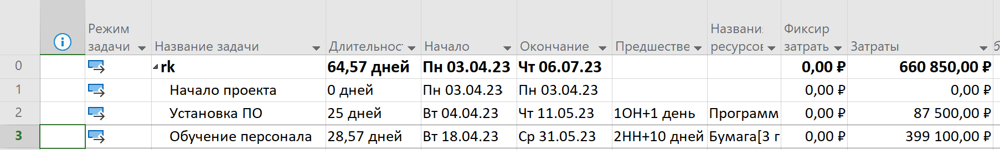 Режим задачи Название задачи Длительнос Начало Окончание Предшестве Названи ресурсов Фиксир затрать Затраты
0 rk 64,57 дней Пн 03.04.23 Чт 06.07.23 0,00 ₽ 660 850,00 ₽
1 Начало проекта 0 дней Пн 03.04.23 Пн 03.04.23 0,00 ₽ 0,00 ₽
2 Установка ПО 25 дней Вт 04.04.23 Чт 11.05.23 1ОН+1 день Программ 0,00 ₽ 87 500,00 ₽
3 Обучение персонала 28,57 дней Вт 18.04.23 Ср 31.05.23 2НН+10 дней Бумага[3 г 0,00 ₽ 399 100,00 ₽